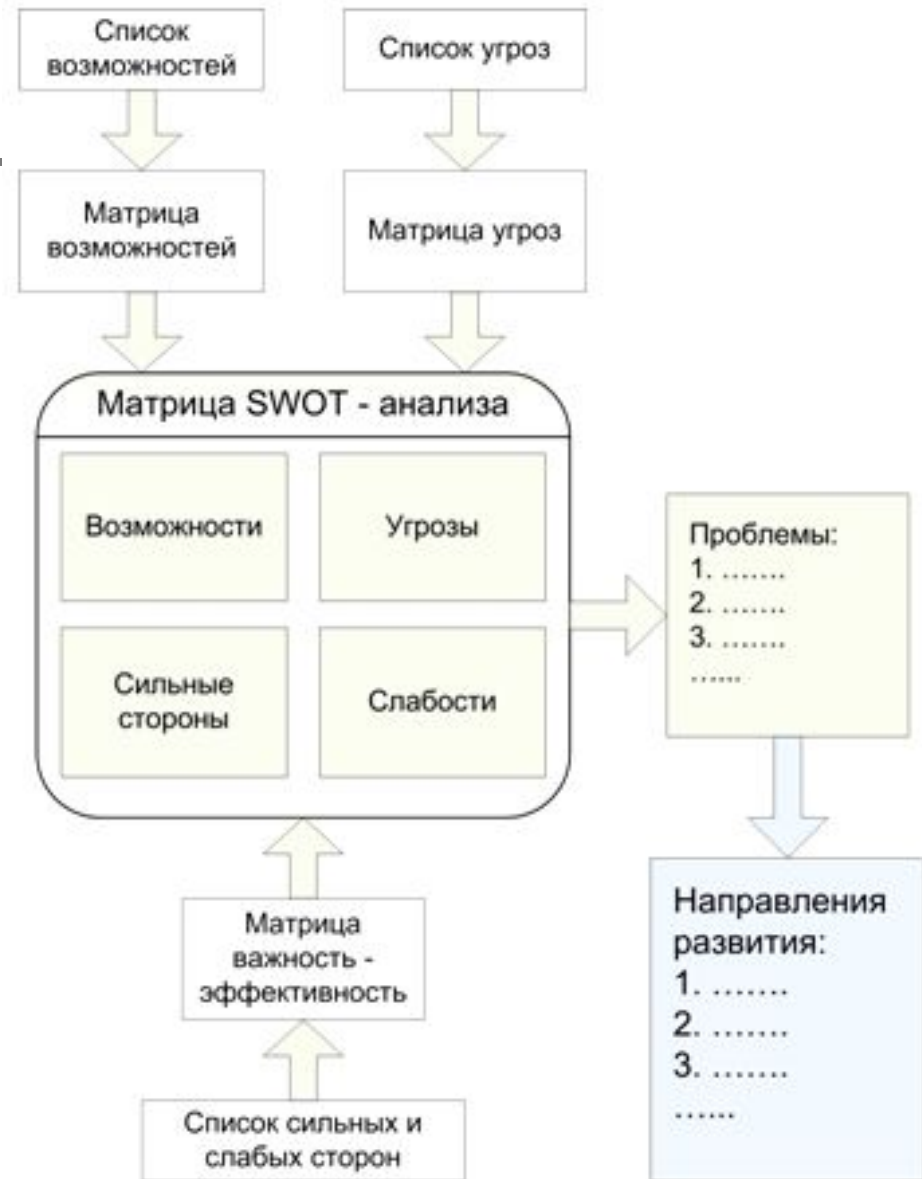 Список
возможностей
Список угроз
Матрица
возможностей
Матрица угроз
Матрица SWOT - анализа
Возможности
Угрозы
Сильные
стороны
Слабости
Проблемы:
1. .......
2. .......
3. .......
......
Матрица
важность -
эффективность
Список сильных и
слабых сторон
Направления
развития:
1. .......
2. .......
3. .......
......